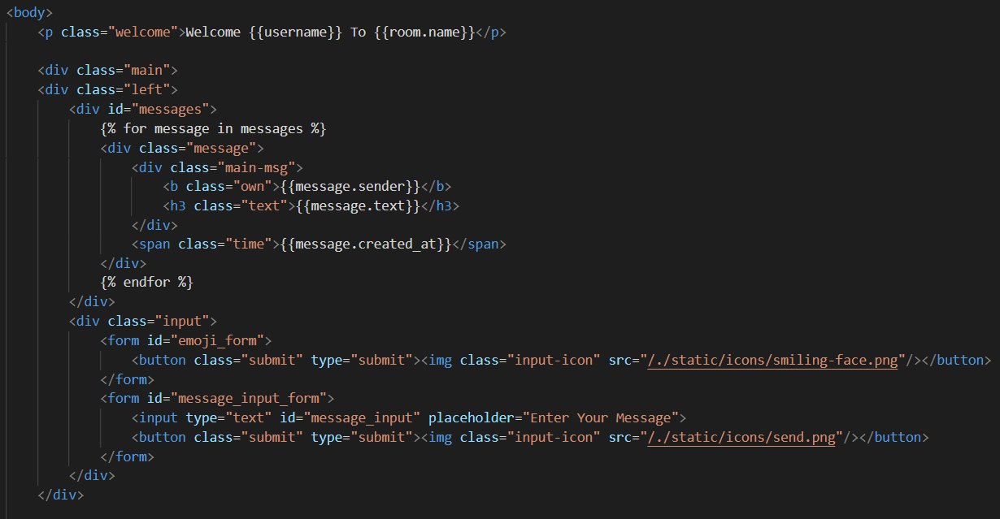 <body>
<p class="welcome">Welcome {{username}} To {{room.name}}</p>
<div class="main">
<div class="left">
<div id="messages">
{% for message in messages %}
<div class="message">
<div class="main-msg">
<b class="own">{{message.sender}}</b>
<h3 class="text">{{message.text}}</h3>
</div>
<span class="time">{{message.created_at}}</span>
</div>
{% endfor %}
</div>
<div class="input">
<form id="emoji_form">
<button class="submit" type="submit"><img class="input-icon" src="/./static/icons/smiling-face.png"/></button>
</form>
<form id="message_input_form">
<input type="text" id="message_input" placeholder="Enter Your Message">
<button class="submit" type="submit"><img class="input-icon" src="/./static/icons/send.png"/></button>
</form>
</div>
</div>